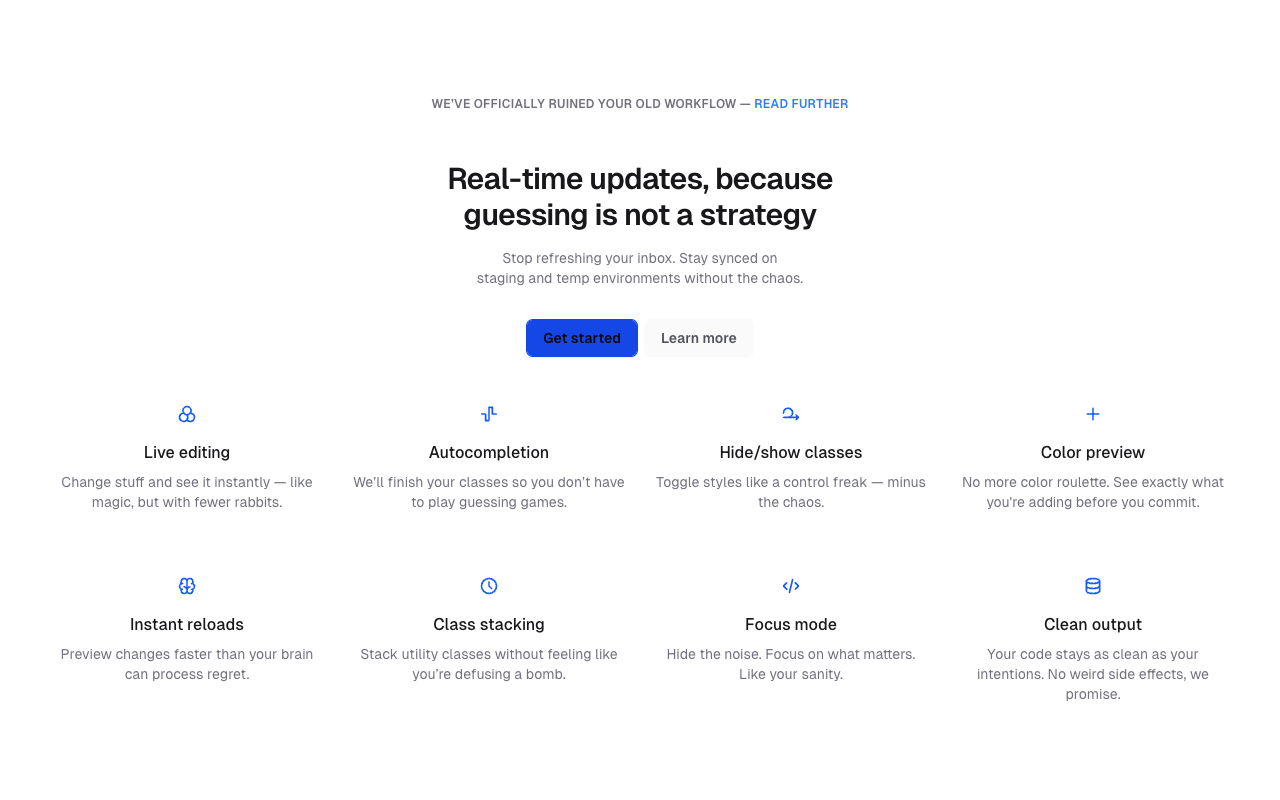 WE'VE OFFICIALLY RUINED YOUR OLD WORKFLOW — READ FURTHER
Real-time updates, because
guessing is not a strategy
Stop refreshing your inbox. Stay synced on
staging and temp environments without the chaos.
Get started
Learn more
Live editing
Change stuff and see it instantly — like
magic, but with fewer rabbits.
Autocompletion
We’ll finish your classes so you don’t have
to play guessing games.
Hide/show classes
Toggle styles like a control freak — minus
the chaos.
Color preview
No more color roulette. See exactly what
you're adding before you commit.
Instant reloads
Preview changes faster than your brain
can process regret.
Class stacking
Stack utility classes without feeling like
you’re defusing a bomb.
Focus mode
Hide the noise. Focus on what matters.
Like your sanity.
Clean output
Your code stays as clean as your
intentions. No weird side effects, we
promise.